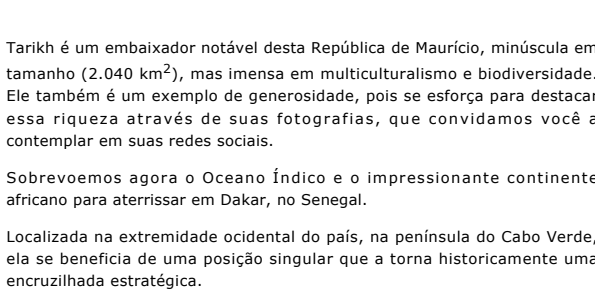 Tarikh é um embaixador notável desta República de Maurício, minúscula em
tamanho (2.040 km²), mas imensa em multiculturalismo e biodiversidade.
Ele também é um exemplo de generosidade, pois se esforça para destacar
essa riqueza através de suas fotografias, que convidamos você a
contemplar em suas redes sociais.
Sobrevoemos agora o Oceano Índico e o impressionante continente
africano para aterrissar em Dakar, no Senegal.
Localizada na extremidade ocidental do país, na península do Cabo Verde,
ela se beneficia de uma posição singular que a torna historicamente uma
encruzilhada estratégica.